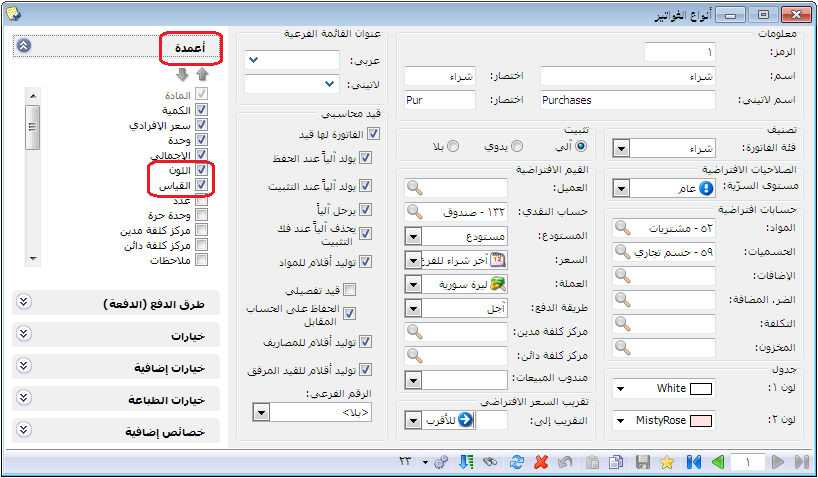 أنواع الفواتير
معلومات
الرمز: ١
اسم: شراء اختصار: شراء
اسم لاتيني: Purchases اختصار: Pur
تصنيف
فئة الفاتورة: شراء
تثبيت
آلي يدوي بلا
الصلاحيات الافتراضية
مستوى السرّية: عام
حسابات افتراضية
المواد: ٥٢ - مشتريات
الحسميات: ٥٩ - حسم تجاري
الإضافات:
الضر. المضافة:
التكلفة:
المخزون:
جدول
لون ١: White
لون ٢: MistyRose
القيم الافتراضية
العميل:
حساب النقدي: ١٣٢ - صندوق
المستودع: مستودع
السعر: آخر شراء للفرع
العملة: ليرة سورية
طريقة الدفع: آجل
مركز كلفة مدين:
مركز كلفة دائن:
مندوب المبيعات:
تقريب السعر الافتراضي
التقريب إلى: للأقرب
عنوان القائمة الفرعية
عربي:
لاتيني:
قيد محاسبي
الفاتورة لها قيد
يولد آلياً عند الحفظ
يولد آلياً عند التثبيت
يرحل آلياً
يحذف آلياً عند فك
التثبيت
توليد أقلام للمواد
قيد تفصيلي
الحفاظ على الحساب
المقابل
توليد أقلام للمصاريف
توليد أقلام للقيد المرفق
الرقم الفرعي:
<بلا>
أعمدة
المادة
الكمية
سعر الإفرادي
وحدة
الإجمالي
اللون
القياس
عدد
وحدة حرة
مركز كلفة مدين
مركز كلفة دائن
ملاحظات
طرق الدفع (الدفعة)
خيارات
خيارات إضافية
خيارات الطباعة
خصائص إضافية
١
٢٣